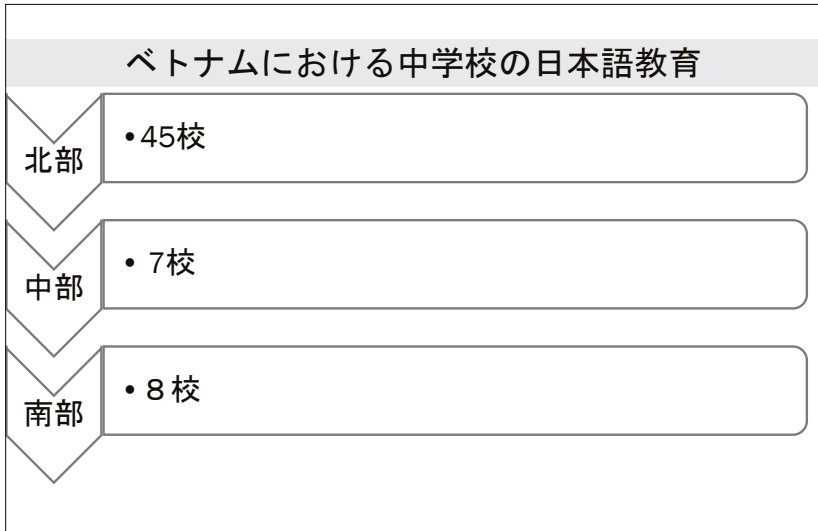 ベトナムにおける中学校の日本語教育
北部
•45校
中部
• 7校
南部
•８校